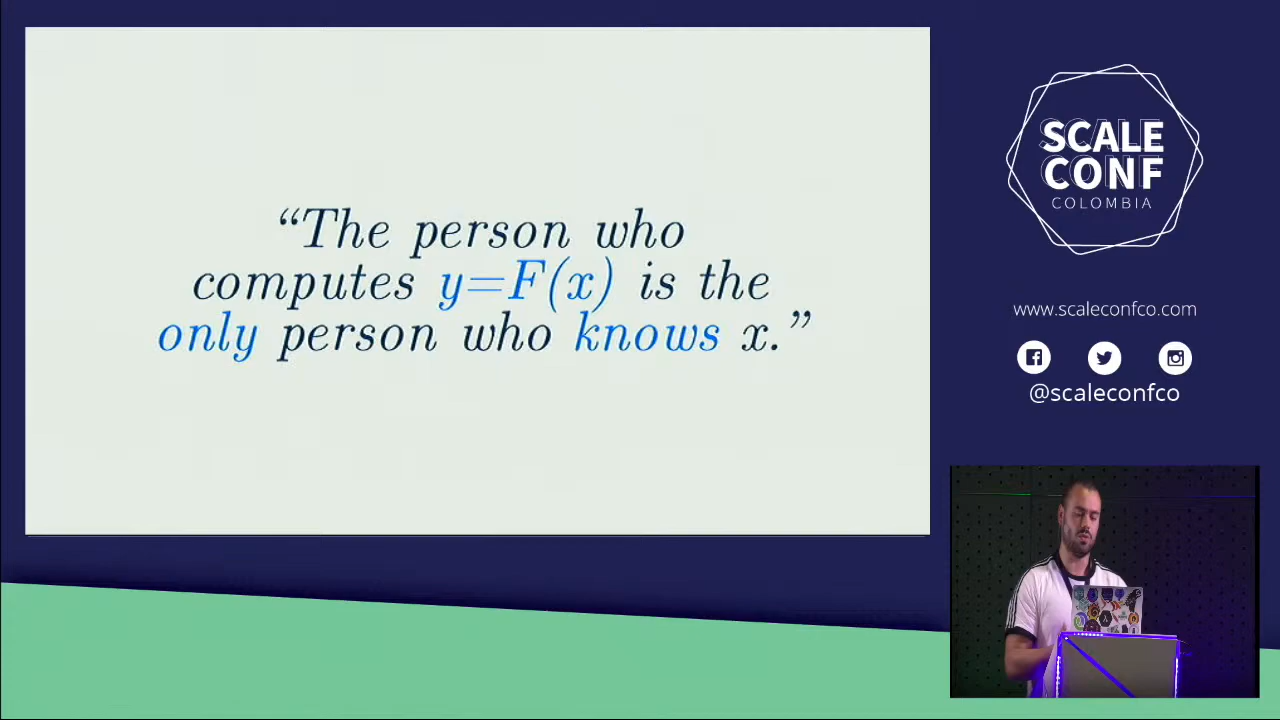 “The person who
computes y=F(x) is the
only person who knows x.”
SCALE
CONF
COLOMBIA
www.scaleconfco.com
@scaleconfco